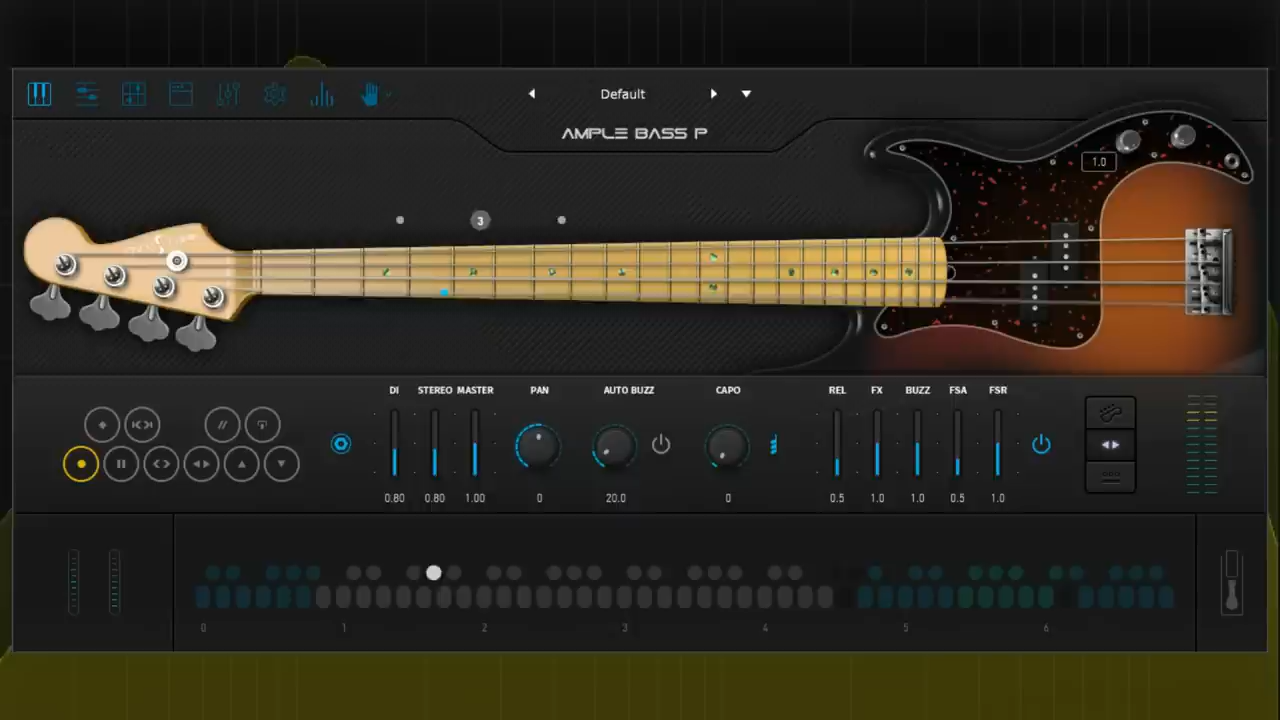 Default
AMPLE BASS P
1.0
3
DI STEREO MASTER PAN AUTO BUZZ CAPO REL FX BUZZ FSA FSR
0.80 0.80 1.00 0 20.0 0 0.5 1.0 1.0 0.5 1.0
0 1 2 3 4 5 6